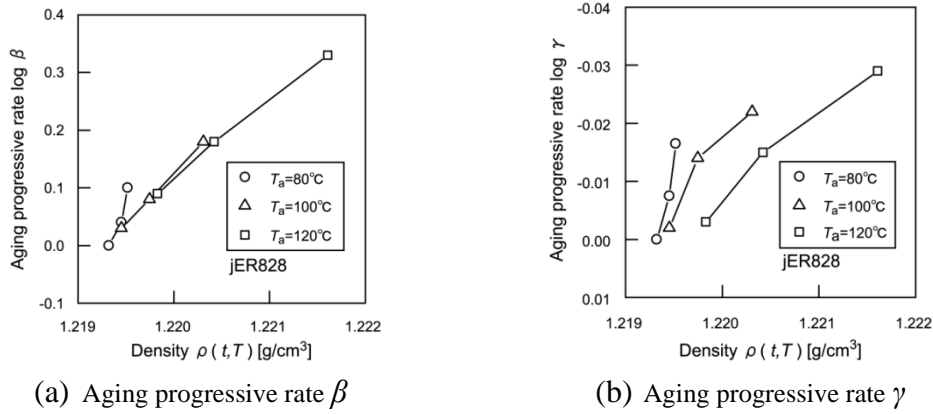 0.4
0.3
0.2
0.1
0.0
-0.1
Aging progressive rate log β
Tₐ=80℃
Tₐ=100℃
Tₐ=120℃
jER828
1.219 1.220 1.221 1.222
Density ρ ( t,T ) [g/cm³]
(a) Aging progressive rate β
-0.04
-0.03
-0.02
-0.01
0.00
0.01
Aging progressive rate log γ
Tₐ=80℃
Tₐ=100℃
Tₐ=120℃
jER828
1.219 1.220 1.221 1.222
Density ρ ( t,T ) [g/cm³]
(b) Aging progressive rate γ